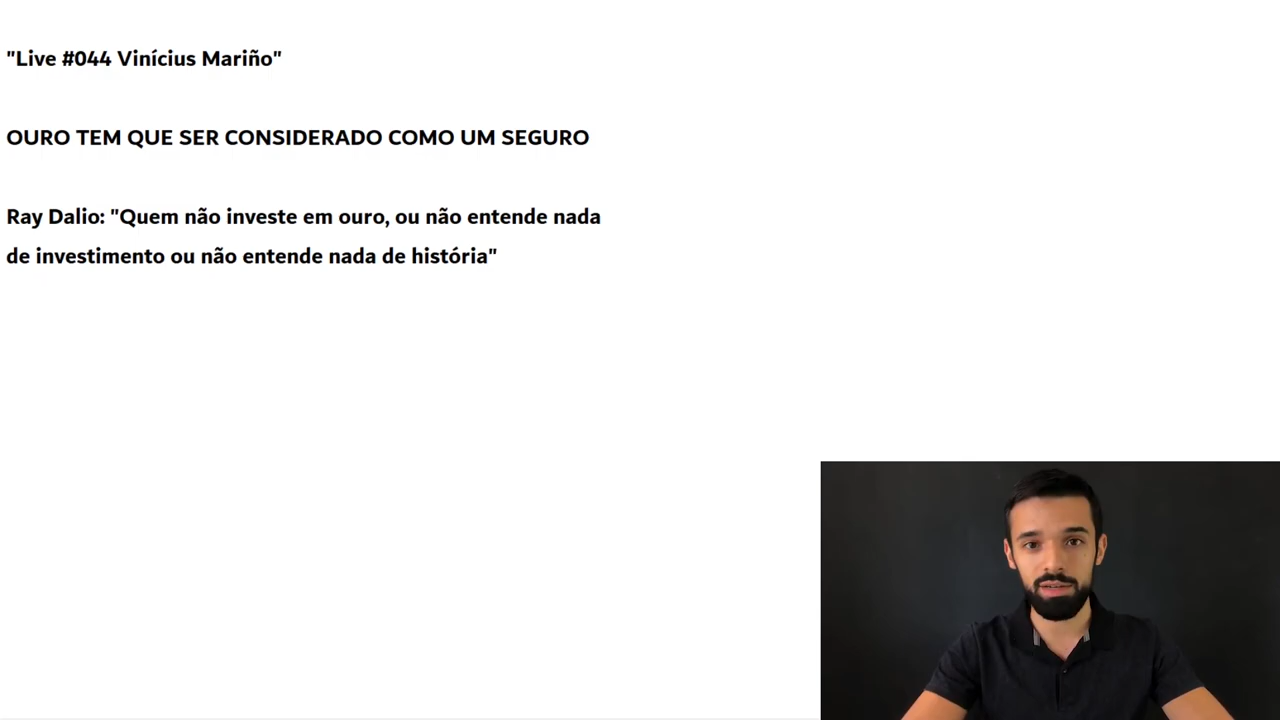 "Live #044 Vinícius Mariño"
OURO TEM QUE SER CONSIDERADO COMO UM SEGURO
Ray Dalio: "Quem não investe em ouro, ou não entende nada
de investimento ou não entende nada de história"